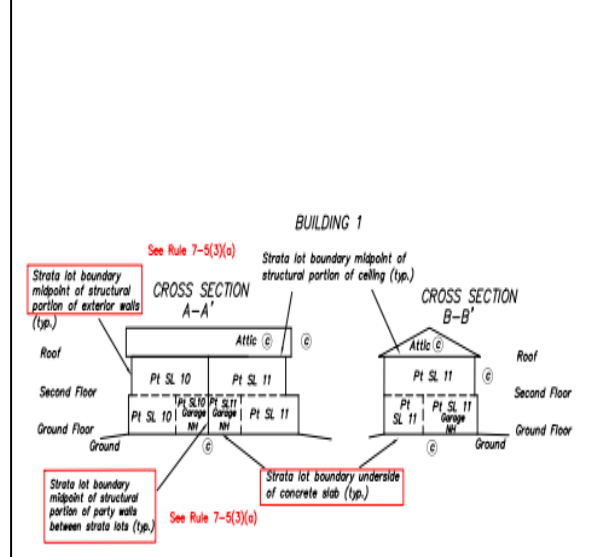 BUILDING 1
See Rule 7-5(3)(a)
Strata lot boundary
midpoint of structural
portion of exterior walls
(typ.)
CROSS SECTION
A-A'
Strata lot boundary midpoint of
structural portion of ceiling (typ.)
CROSS SECTION
B-B'
Attic C
C
Roof
Pt SL 10
Pt SL 11
Second Floor
Pt SL 10
Pt SL10
Garage
NH
Pt SL11
Garage
NH
Pt SL 11
Ground Floor
Ground
C
Attic C
Roof
Pt SL 11
C
Second Floor
Pt
SL 11
Pt SL 11
Garage
NH
Ground Floor
C
Ground
Strata lot boundary
midpoint of structural
portion of party walls
between strata lots (typ.)
See Rule 7-5(3)(a)
Strata lot boundary underside
of concrete slab (typ.)